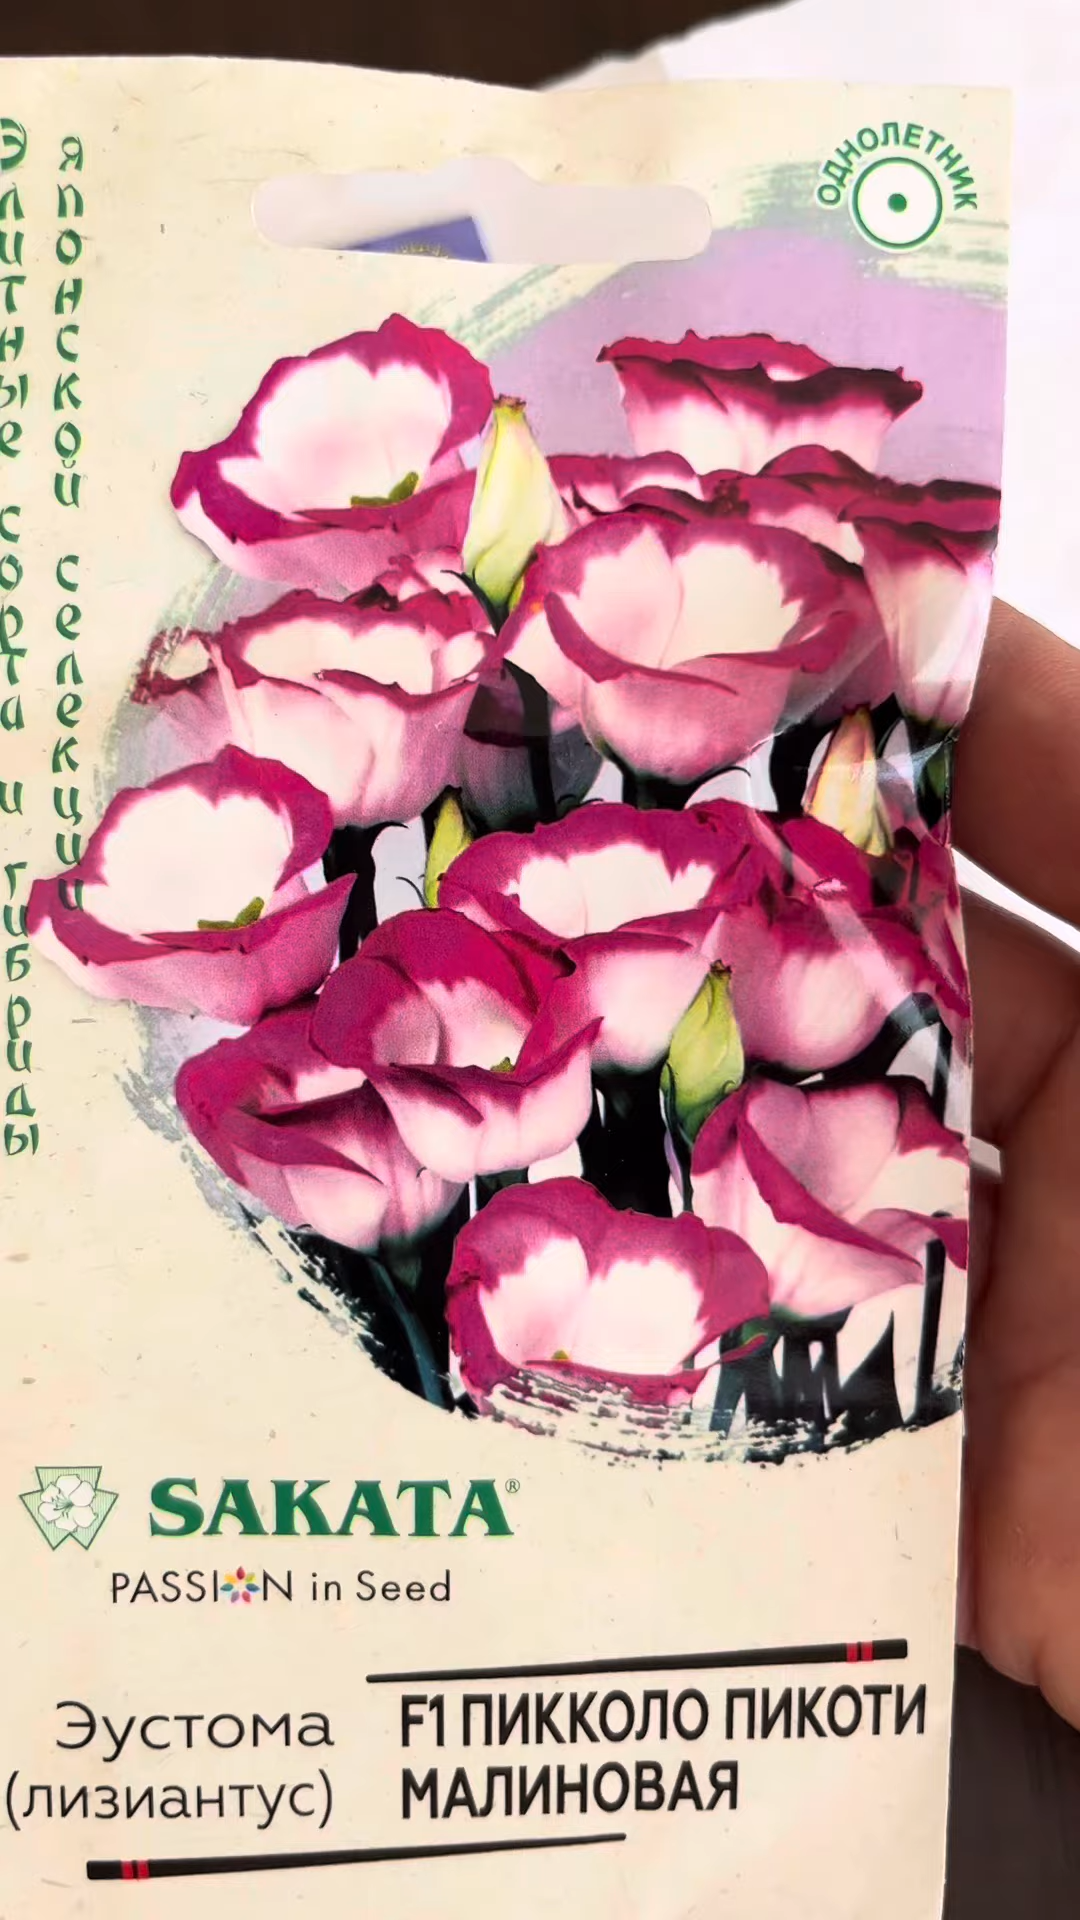 Элитные сорта и гибриды
японской селекции
ОДНОЛЕТНИК
SAKATA®
PASSION in Seed
Эустома
(лизиантус)
F1 ПИККОЛО ПИКОТИ
МАЛИНОВАЯ